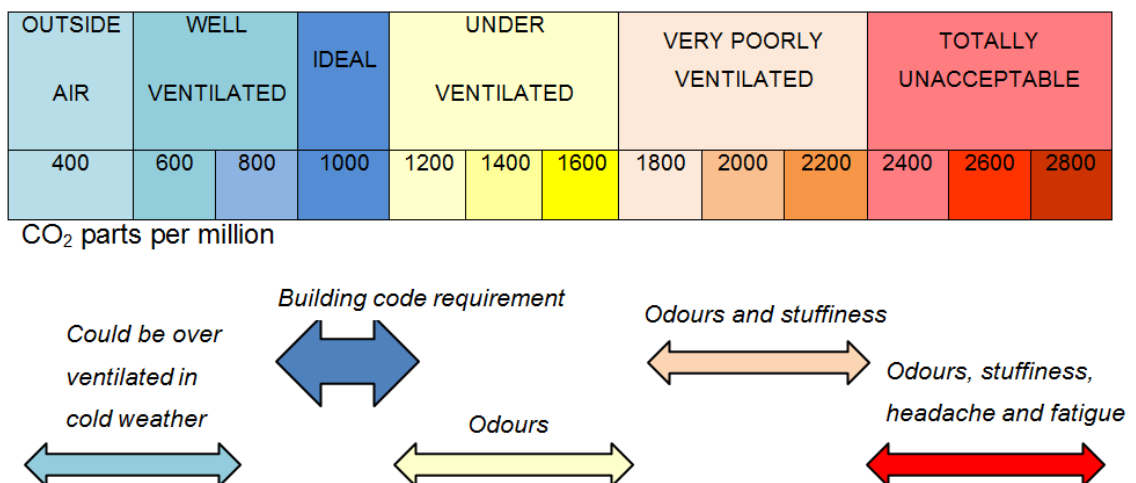 OUTSIDE
AIR
WELL
VENTILATED
IDEAL
UNDER
VENTILATED
VERY POORLY
VENTILATED
TOTALLY
UNACCEPTABLE
400 600 800 1000 1200 1400 1600 1800 2000 2200 2400 2600 2800
CO₂ parts per million
Building code requirement
Could be over
ventilated in
cold weather
Odours
Odours and stuffiness
Odours, stuffiness,
headache and fatigue